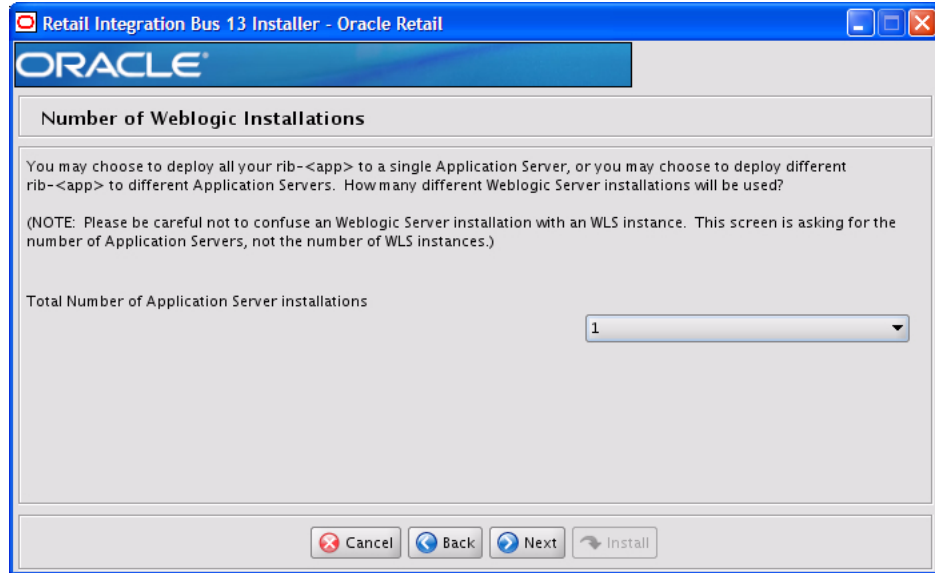 Retail Integration Bus 13 Installer - Oracle Retail
ORACLE
Number of Weblogic Installations
You may choose to deploy all your rib-<app> to a single Application Server, or you may choose to deploy different
rib-<app> to different Application Servers. How many different Weblogic Server installations will be used?
(NOTE: Please be careful not to confuse an Weblogic Server installation with an WLS instance. This screen is asking for the
number of Application Servers, not the number of WLS instances.)
Total Number of Application Server installations
1
Cancel Back Next Install